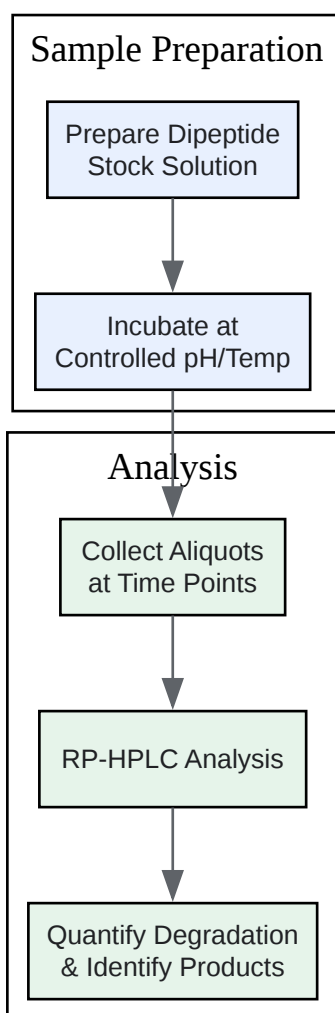 Sample Preparation
Prepare Dipeptide
Stock Solution
Incubate at
Controlled pH/Temp
Analysis
Collect Aliquots
at Time Points
RP-HPLC Analysis
Quantify Degradation
& Identify Products